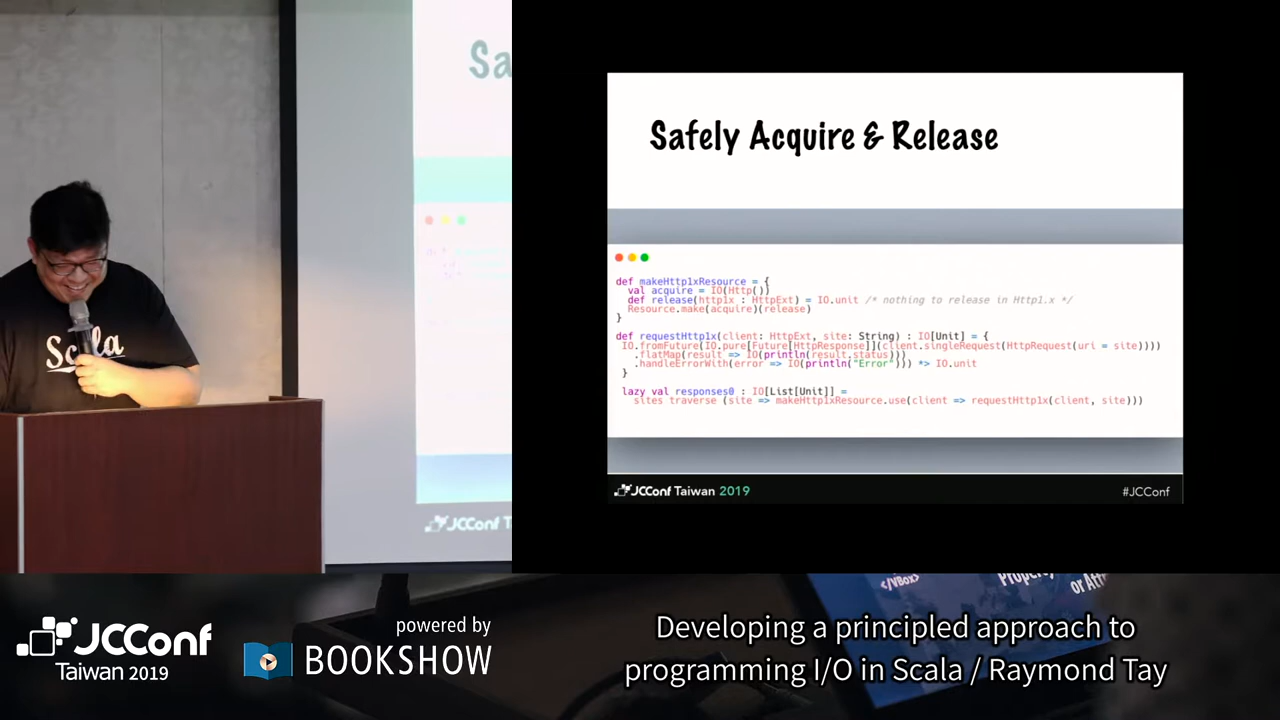 Sa
Scala
JCConf T
Safely Acquire & Release
def makeHttp1xResource = {
val acquire = IO(Http())
def release(http1x : HttpExt) = IO.unit /* nothing to release in Http1.x */
Resource.make(acquire)(release)
}
def requestHttp1x(client: HttpExt, site: String) : IO[Unit] = {
IO.fromFuture(IO.pure[Future[HttpResponse]](client.singleRequest(HttpRequest(uri = site))))
.flatMap(result => IO(println(result.status)))
.handleErrorWith(error => IO(println("Error"))) *> IO.unit
}
lazy val responses0 : IO[List[Unit]] =
sites traverse (site => makeHttp1xResource.use(client => requestHttp1x(client, site)))
JCConf Taiwan 2019
#JCConf
</VBox>
JCConf
Taiwan 2019
powered by
BOOKSHOW
Developing a principled approach to
programming I/O in Scala / Raymond Tay